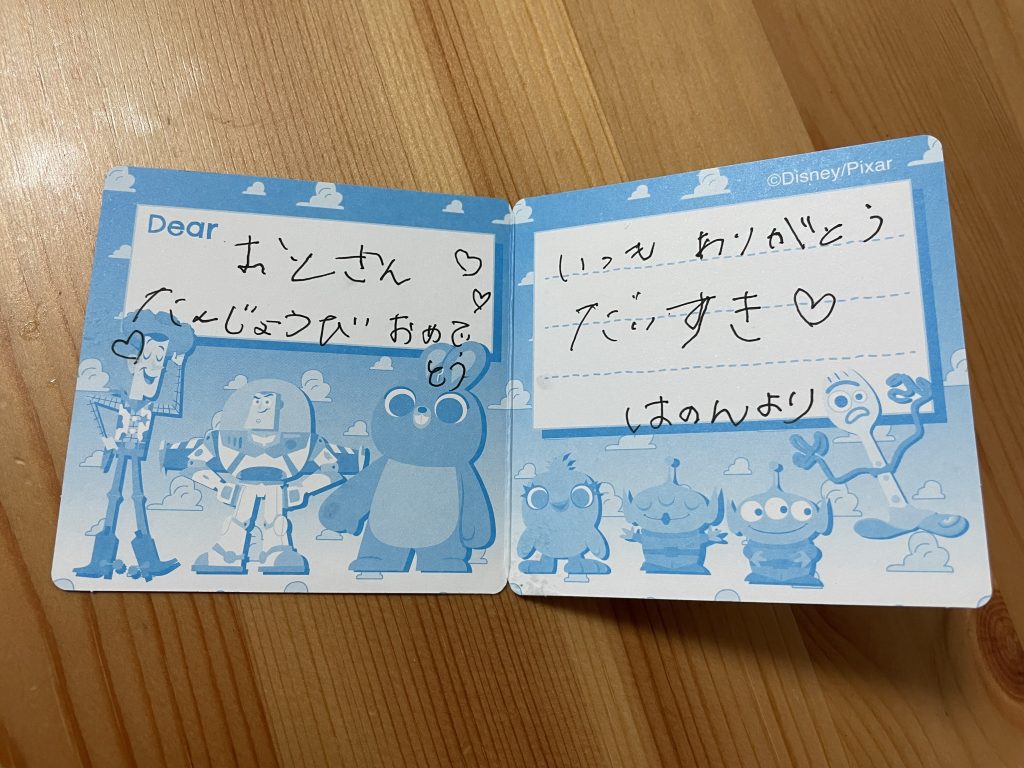 Dear
おとさん ♡
たんじょうび おめで ♡
とう
♡
©Disney/Pixar
いつも ありがとう
だいすき ♡
はのんより